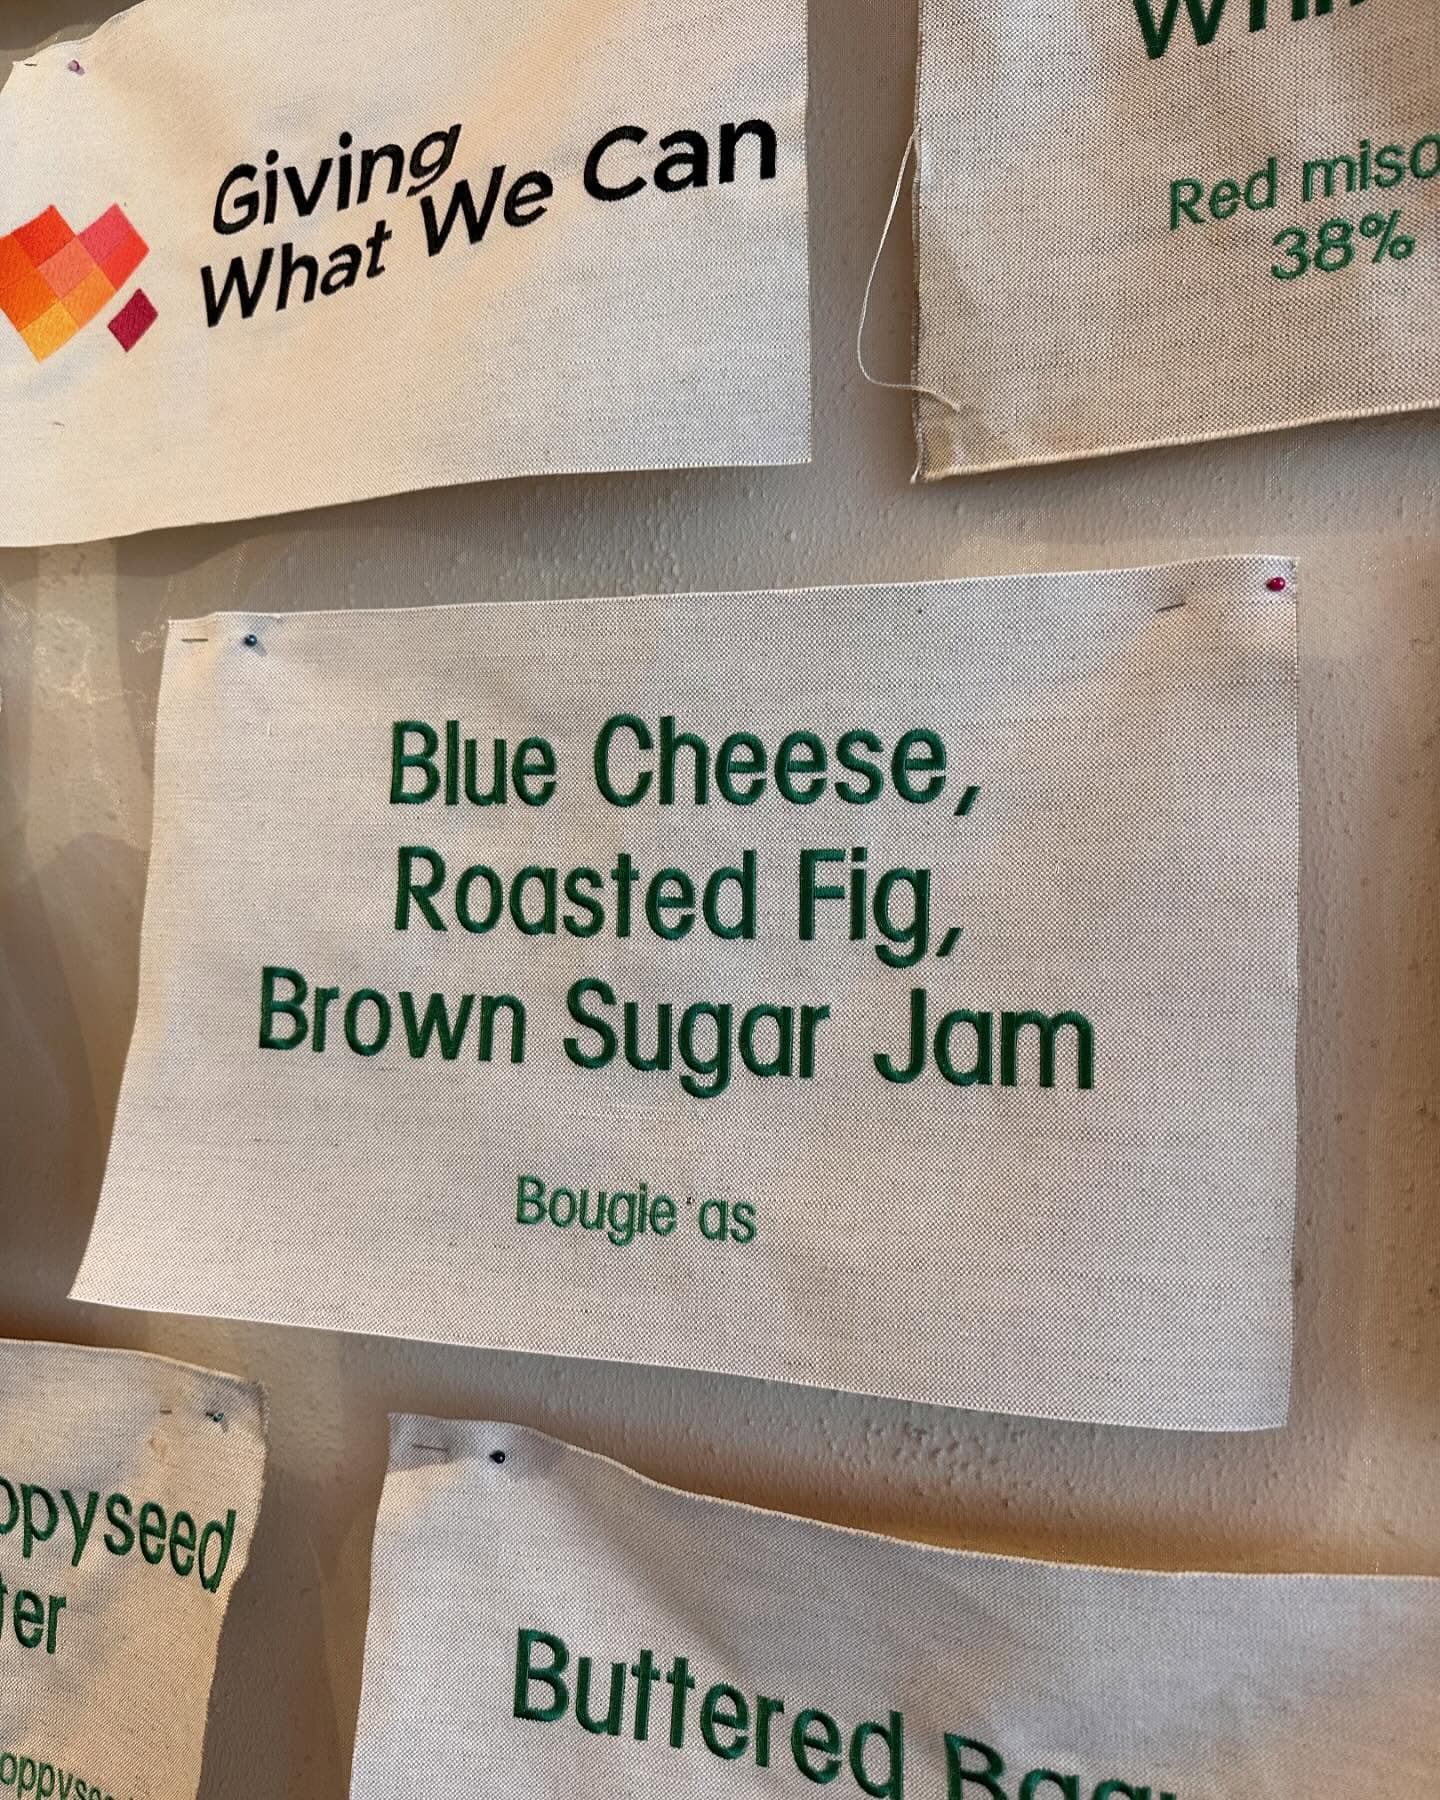 Giving
What We Can
Red miso
38%
Blue Cheese,
Roasted Fig,
Brown Sugar Jam
Bougie as
Buttered